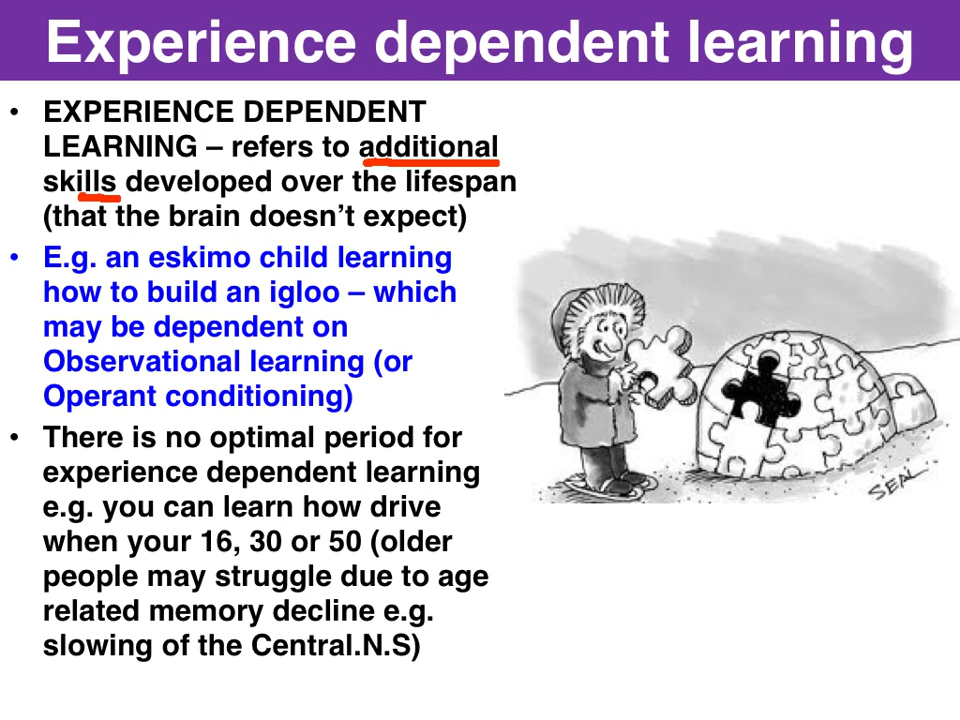 Experience dependent learning
• EXPERIENCE DEPENDENT
LEARNING – refers to additional
skills developed over the lifespan
(that the brain doesn't expect)
• E.g. an eskimo child learning
how to build an igloo – which
may be dependent on
Observational learning (or
Operant conditioning)
• There is no optimal period for
experience dependent learning
e.g. you can learn how drive
when your 16, 30 or 50 (older
people may struggle due to age
related memory decline e.g.
slowing of the Central.N.S)
SEAL